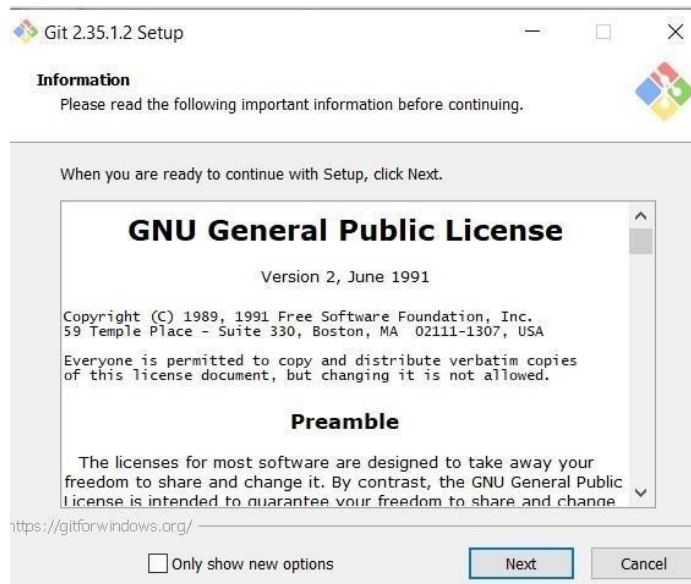 Git 2.35.1.2 Setup
Information
Please read the following important information before continuing.
When you are ready to continue with Setup, click Next.
GNU General Public License
Version 2, June 1991
Copyright (C) 1989, 1991 Free Software Foundation, Inc.
59 Temple Place - Suite 330, Boston, MA  02111-1307, USA
Everyone is permitted to copy and distribute verbatim copies
of this license document, but changing it is not allowed.
Preamble
The licenses for most software are designed to take away your
freedom to share and change it. By contrast, the GNU General Public
License is intended to guarantee your freedom to share and change
https://gitforwindows.org/
Only show new options
Next
Cancel